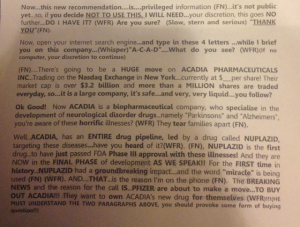 Now...this new recommendation....is....privileged information (FN)...it's not public
yet...so, if you decide NOT TO USE THIS, I WILL NEED...your discretion, this goes NO
further...DO I HAVE IT? (WFR) Are you sure? (Slow, stern and serious) "THANK
YOU"(FN).
Now, open your internet search engine...and type in these 4 letters ...while I brief
you on this company...(Whisper)"A-C-A-D"...What do you see? (WFR)(if no
computer, your discretion to continue)
(FN)....There's going to be a HUGE move on ACADIA PHARMACEUTICALS
INC..Trading on the Nasdaq Exchange in New York...currently at $___per share! Their
market cap is over $3.2 billion and more than a MILLION shares are traded
everyday, so...it is a large company, it's safe...and very, very liquid...you follow?
Ok Good! Now ACADIA is a biopharmaceutical company, who specialise in the
development of neurological disorder drugs..namely "Parkinsons" and "Alzheimers",
you're aware of these horrific illnesses? (WFR) They tear families apart (FN).
Well, ACADIA, has an ENTIRE drug pipeline, led by a drug called NUPLAZID,
targeting these diceases...have you heard of it?(WFR). (FN), NUPLAZID is the first
drug..to have just passed FDA Phase III approval with these illnesses! And they are
NOW in the FINAL PHASE of development AS WE SPEAK!!! For the FIRST time in
history..NUPLAZID had a groundbreaking impact...and the word "miracle" is being
used (FN) (WFR). AND...THAT..is the reason I'm on the phone (FN). The BREAKING
NEWS and the reason for the call IS..PFIZER are about to make a move...TO BUY
OUT ACADIA!!! They want to own ACADIA's new drug for themselves (WFR)
MUST UNDERSTAND THE TWO PARAGRAPHS ABOVE, you should provoke some form of buying
question!!)